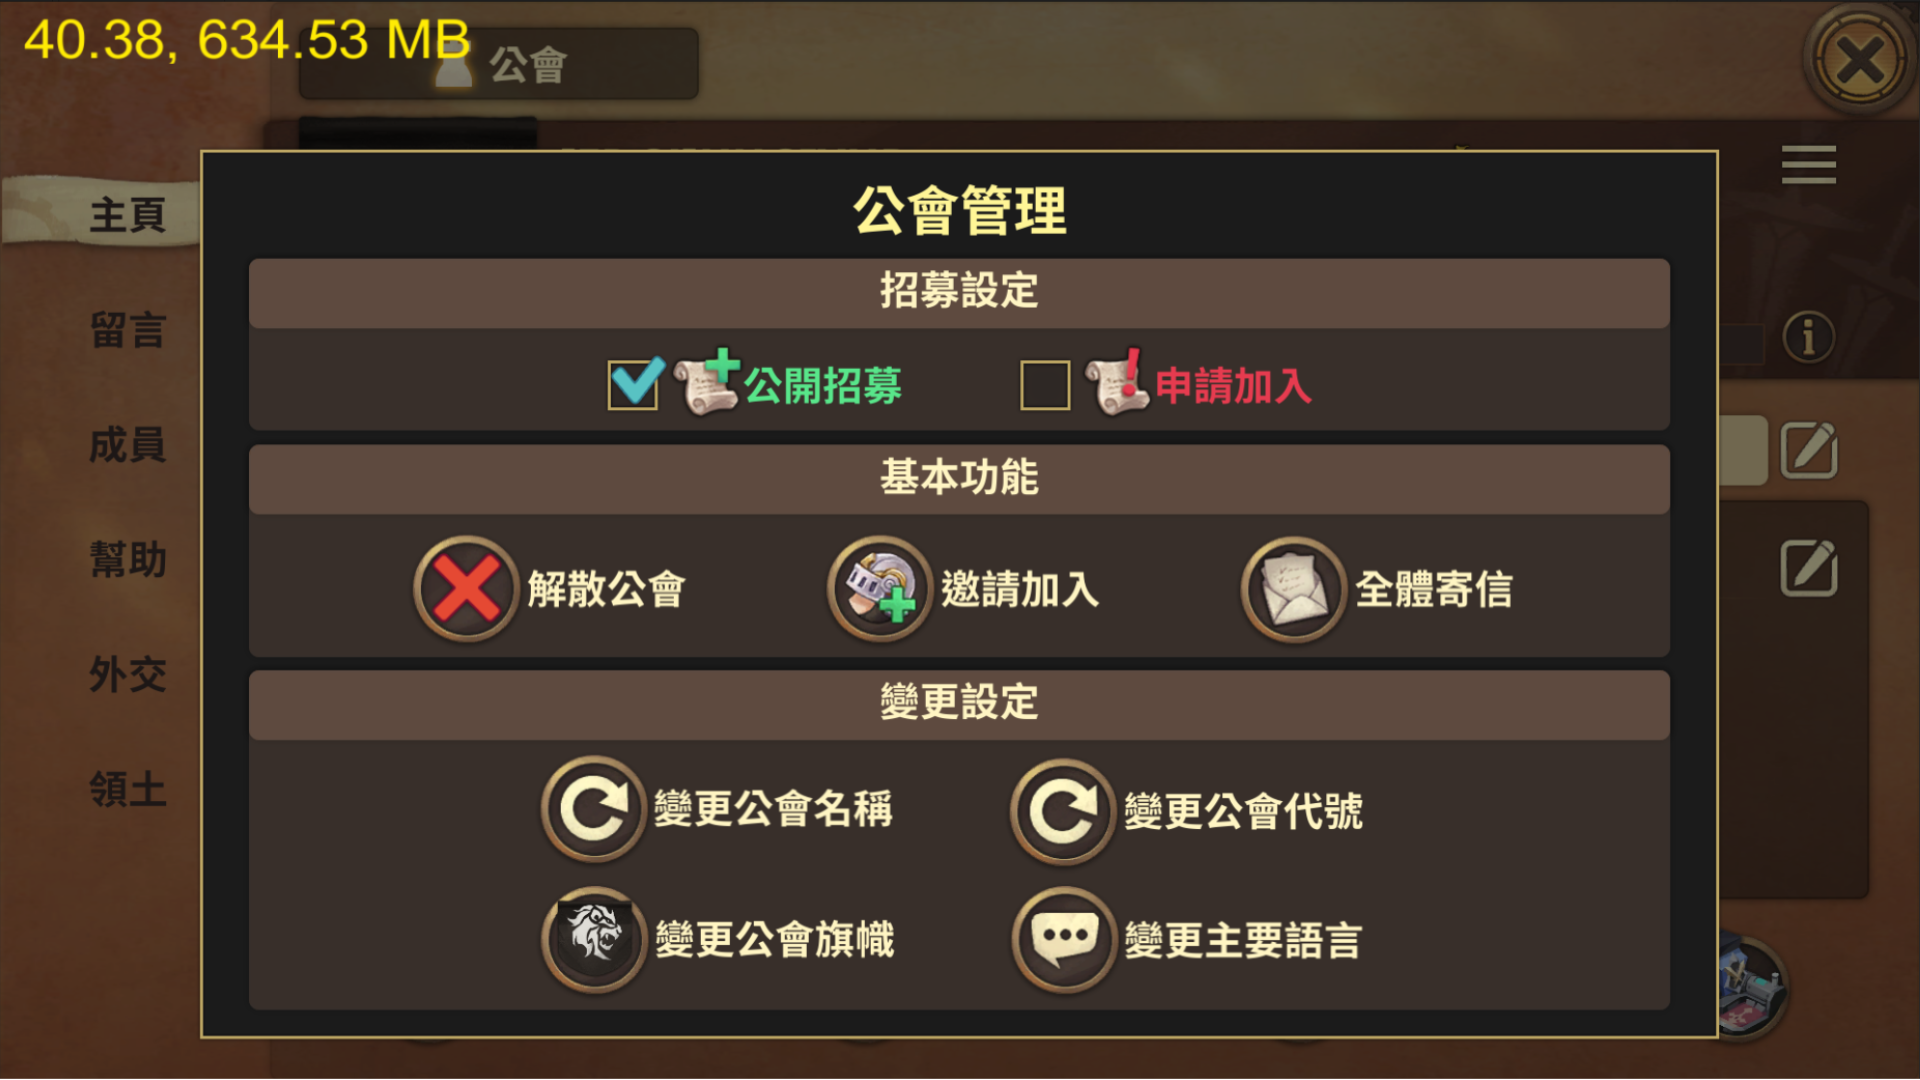 40.38, 634.53 MB
公會
主頁
留言
成員
幫助
外交
領土
公會管理
招募設定
公開招募
申請加入
基本功能
解散公會
邀請加入
全體寄信
變更設定
變更公會名稱
變更公會代號
變更公會旗幟
變更主要語言